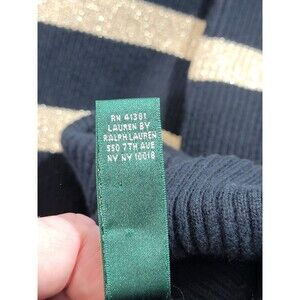 RN 41381
LAUREN BY
RALPH LAUREN
550 7TH AVE
NY NY 10018